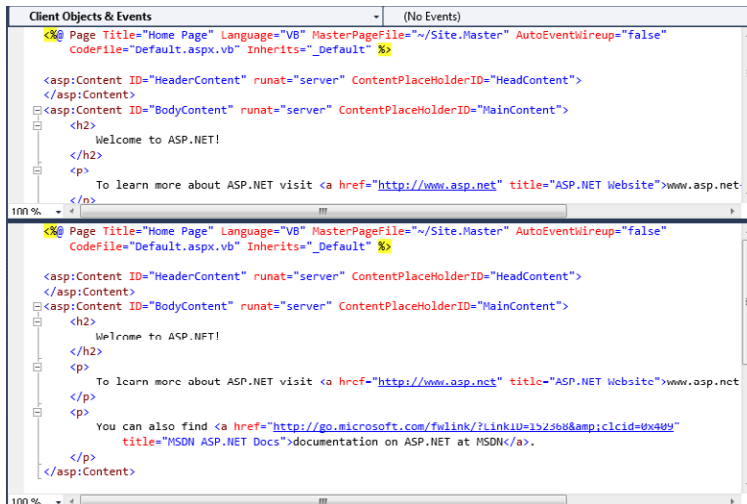 Client Objects & Events (No Events)
<%@ Page Title="Home Page" Language="VB" MasterPageFile="~/Site.Master" AutoEventWireup="false"
CodeFile="Default.aspx.vb" Inherits="_Default" %>
<asp:Content ID="HeaderContent" runat="server" ContentPlaceHolderID="HeadContent">
</asp:Content>
<asp:Content ID="BodyContent" runat="server" ContentPlaceHolderID="MainContent">
<h2>
Welcome to ASP.NET!
</h2>
<p>
To learn more about ASP.NET visit <a href="http://www.asp.net" title="ASP.NET Website">www.asp.net
</p>
100 %
<%@ Page Title="Home Page" Language="VB" MasterPageFile="~/Site.Master" AutoEventWireup="false"
CodeFile="Default.aspx.vb" Inherits="_Default" %>
<asp:Content ID="HeaderContent" runat="server" ContentPlaceHolderID="HeadContent">
</asp:Content>
<asp:Content ID="BodyContent" runat="server" ContentPlaceHolderID="MainContent">
<h2>
Welcome to ASP.NET!
</h2>
<p>
To learn more about ASP.NET visit <a href="http://www.asp.net" title="ASP.NET Website">www.asp.net
</p>
<p>
You can also find <a href="http://go.microsoft.com/fwlink/?LinkID=152368&amp;clcid=0x409"
title="MSDN ASP.NET Docs">documentation on ASP.NET at MSDN</a>.
</p>
</asp:Content>
100 %